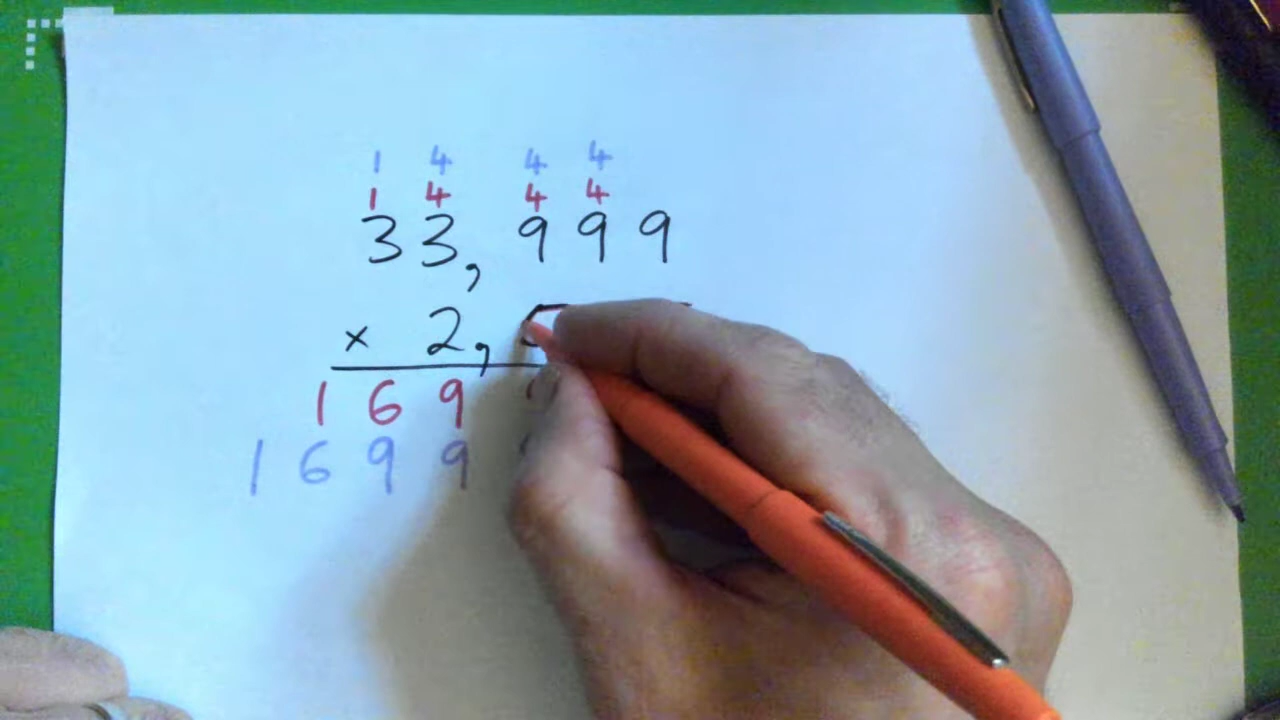 1 4 4 4
1 4 4 4
33,999
× 2,
1 6 9
1 6 9 9